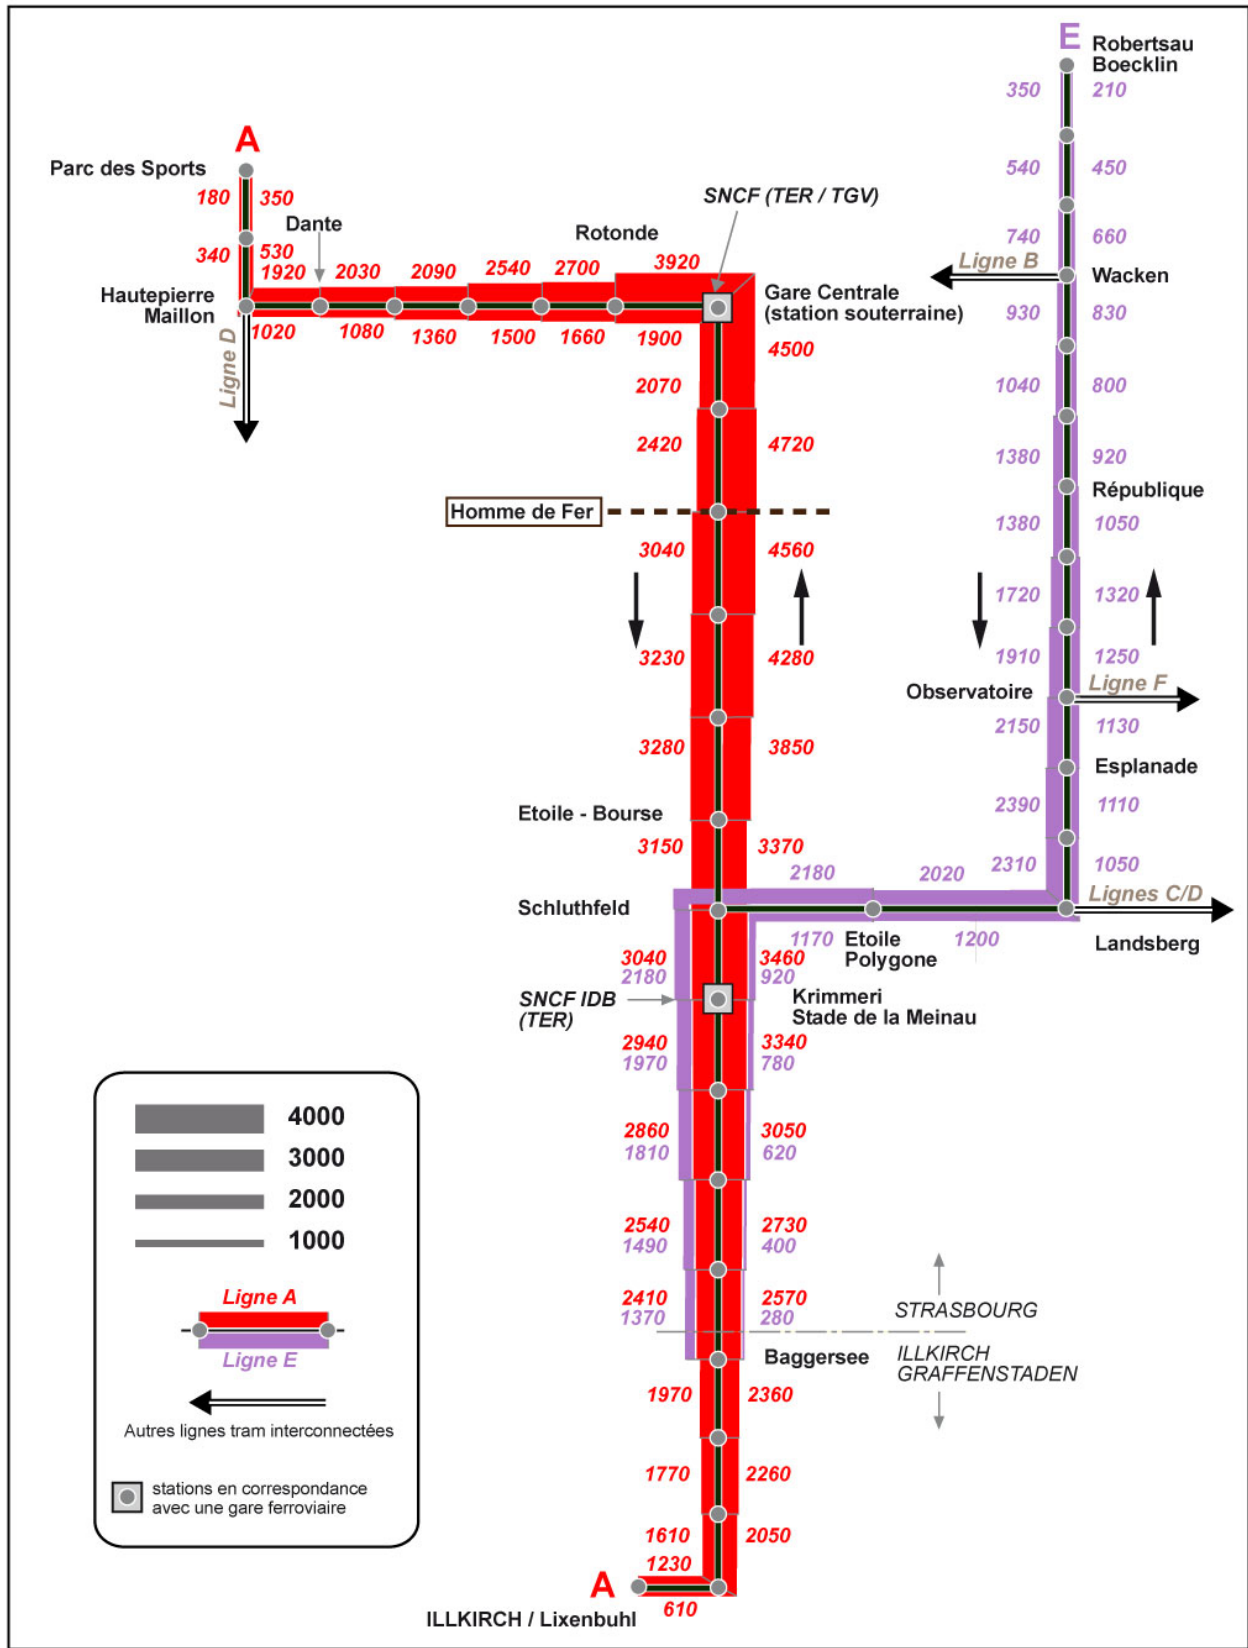 E
Robertsau
Boecklin
350 210
A
Parc des Sports
540 450
180 350
SNCF (TER / TGV)
Dante
Rotonde
740 660
340 530
1920 2030 2090 2540 2700 3920
Ligne B
Wacken
Hautepierre
Maillon
Gare Centrale
(station souterraine)
930 830
1020 1080 1360 1500 1660 1900
4500
Ligne D
2070
1040 800
2420 4720
1380 920
République
Homme de Fer
1380 1050
3040 4560
1720 1320
3230 4280
1910 1250
Observatoire
Ligne F
2150 1130
3280 3850
Esplanade
2390 1110
Etoile - Bourse
3150 3370
2310 1050
2180 2020
Lignes C/D
Schluthfeld
1170
Etoile
Polygone
1200
Landsberg
3040 3460
2180 920
SNCF IDB
(TER)
Krimmeri
Stade de la Meinau
2940 3340
1970 780
2860 3050
1810 620
2540 2730
1490 400
2410 2570
1370 280
STRASBOURG
Baggersee
ILLKIRCH
GRAFFENSTADEN
1970 2360
1770 2260
1610 2050
1230
A
610
ILLKIRCH / Lixenbuhl
4000
3000
2000
1000
Ligne A
Ligne E
Autres lignes tram interconnectées
stations en correspondance
avec une gare ferroviaire